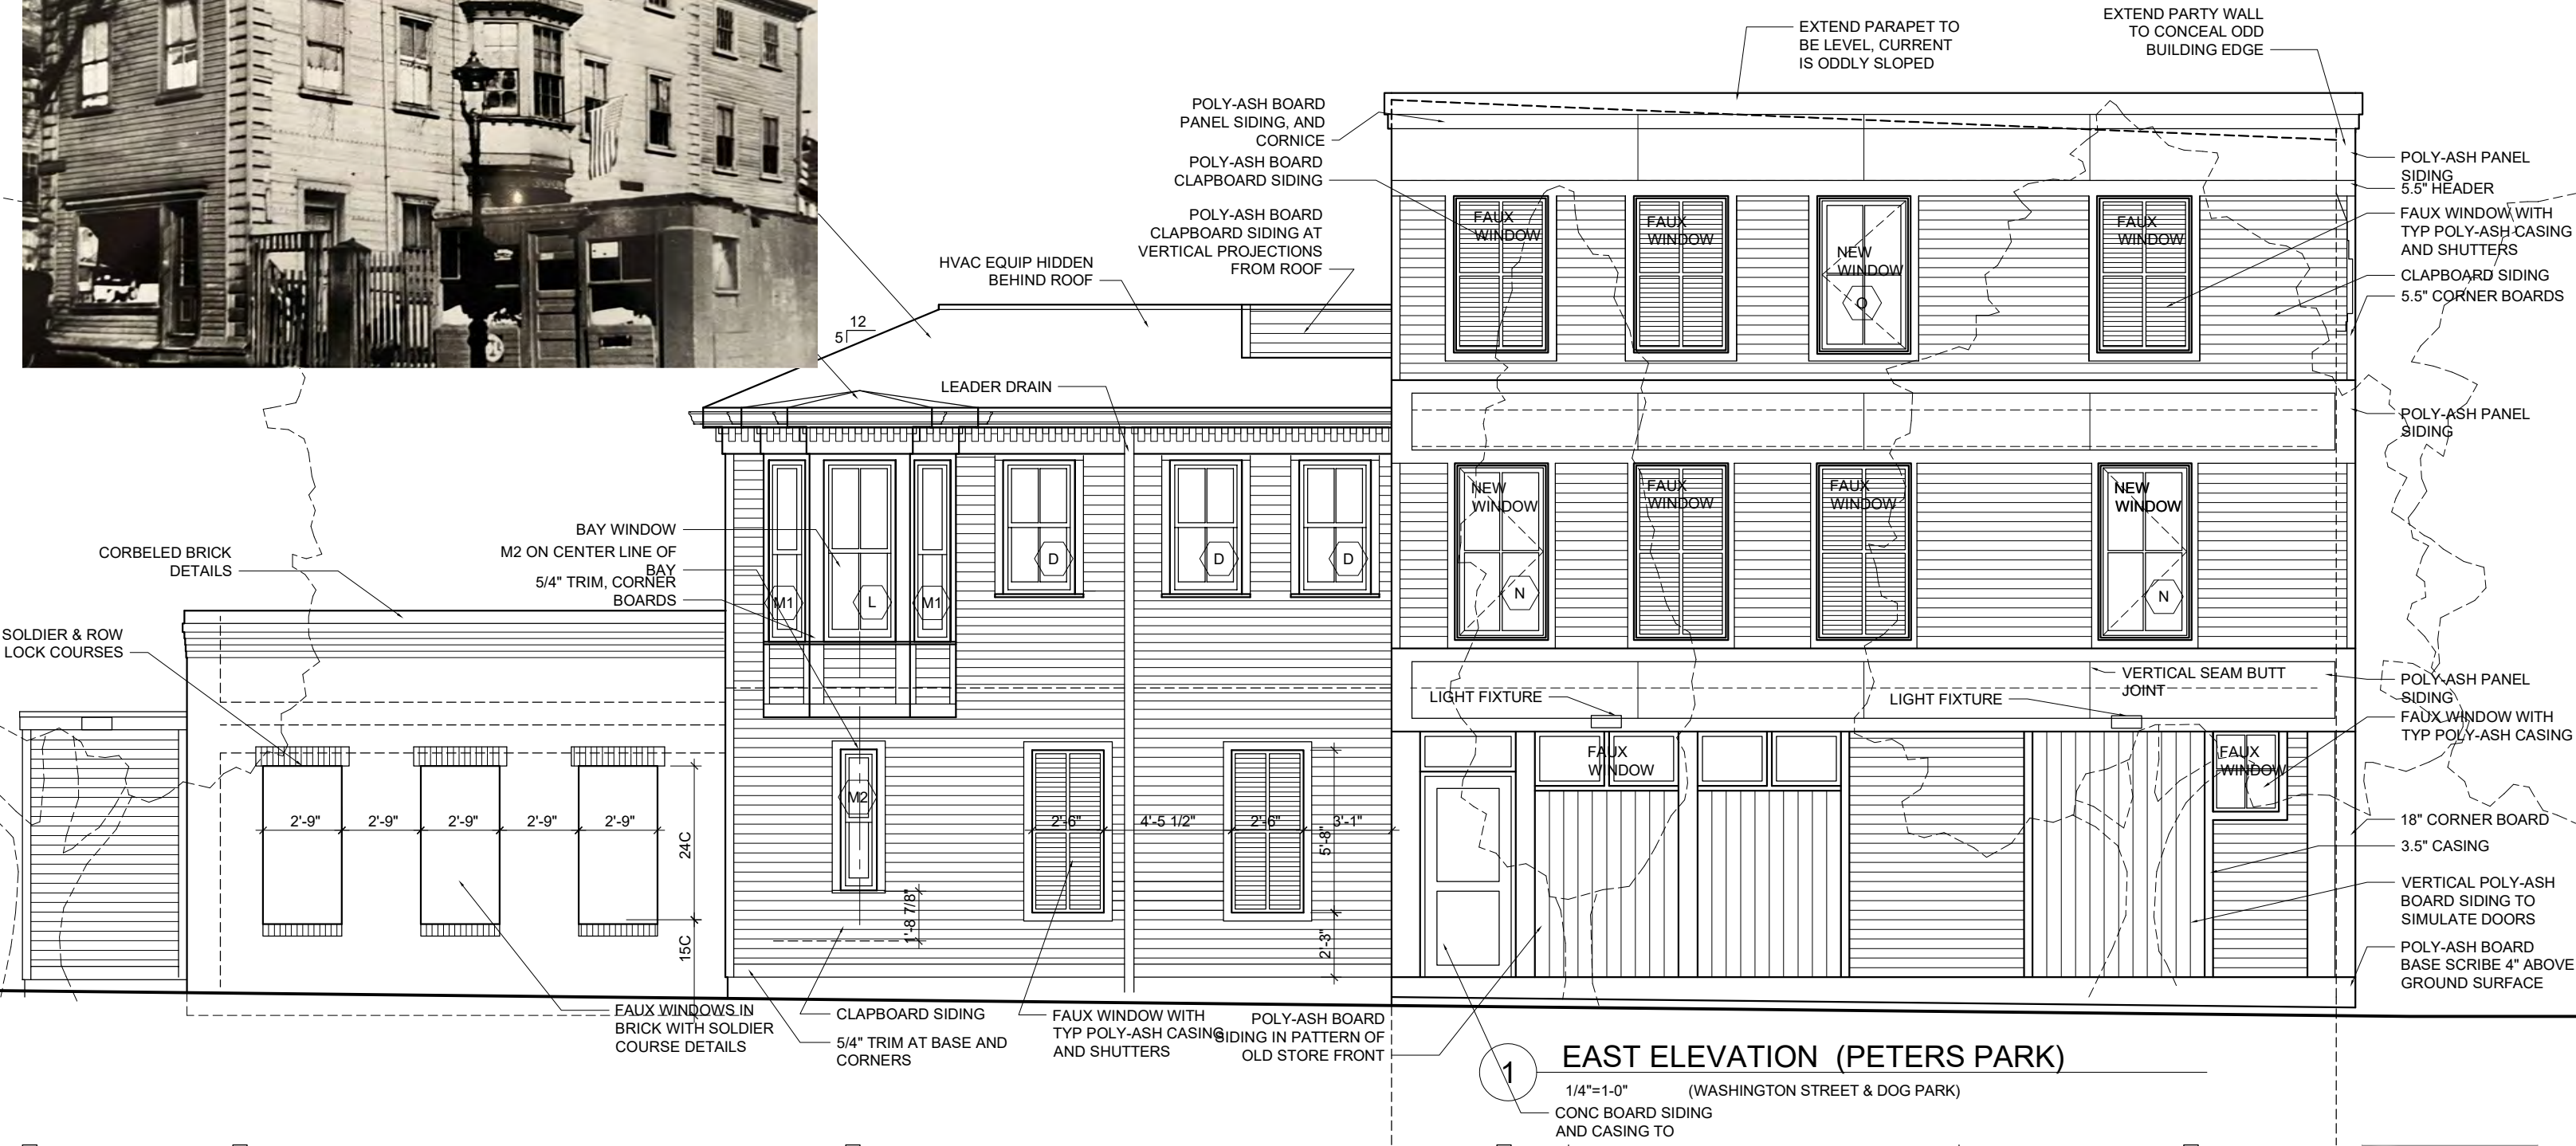 EXTEND PARAPET TO
BE LEVEL, CURRENT
IS ODDLY SLOPED
EXTEND PARTY WALL
TO CONCEAL ODD
BUILDING EDGE
POLY-ASH BOARD
PANEL SIDING, AND
CORNICE
POLY-ASH BOARD
CLAPBOARD SIDING
POLY-ASH BOARD
CLAPBOARD SIDING AT
VERTICAL PROJECTIONS
FROM ROOF
HVAC EQUIP HIDDEN
BEHIND ROOF
12
5
LEADER DRAIN
POLY-ASH PANEL
SIDING
5.5" HEADER
FAUX WINDOW WITH
TYP POLY-ASH CASING
AND SHUTTERS
CLAPBOARD SIDING
5.5" CORNER BOARDS
POLY-ASH PANEL
SIDING
FAUX
WINDOW
FAUX
WINDOW
NEW
WINDOW
O
FAUX
WINDOW
NEW
WINDOW
N
FAUX
WINDOW
FAUX
WINDOW
NEW
WINDOW
N
BAY WINDOW
M2 ON CENTER LINE OF
BAY
5/4" TRIM, CORNER
BOARDS
M1
L
M1
D
D
D
CORBELED BRICK
DETAILS
SOLDIER & ROW
LOCK COURSES
VERTICAL SEAM BUTT
JOINT
LIGHT FIXTURE
LIGHT FIXTURE
POLY-ASH PANEL
SIDING
FAUX WINDOW WITH
TYP POLY-ASH CASING
FAUX
WINDOW
FAUX
WINDOW
2'-9"
2'-9"
2'-9"
2'-9"
2'-9"
24C
15C
M2
2'-6"
4'-5 1/2"
2'-6"
3'-1"
5'-8"
2'-3"
1'-8 7/8"
18" CORNER BOARD
3.5" CASING
VERTICAL POLY-ASH
BOARD SIDING TO
SIMULATE DOORS
POLY-ASH BOARD
BASE SCRIBE 4" ABOVE
GROUND SURFACE
FAUX WINDOWS IN
BRICK WITH SOLDIER
COURSE DETAILS
CLAPBOARD SIDING
5/4" TRIM AT BASE AND
CORNERS
FAUX WINDOW WITH
TYP POLY-ASH CASING
AND SHUTTERS
POLY-ASH BOARD
SIDING IN PATTERN OF
OLD STORE FRONT
1
EAST ELEVATION (PETERS PARK)
1/4"=1-0" (WASHINGTON STREET & DOG PARK)
CONC BOARD SIDING
AND CASING TO